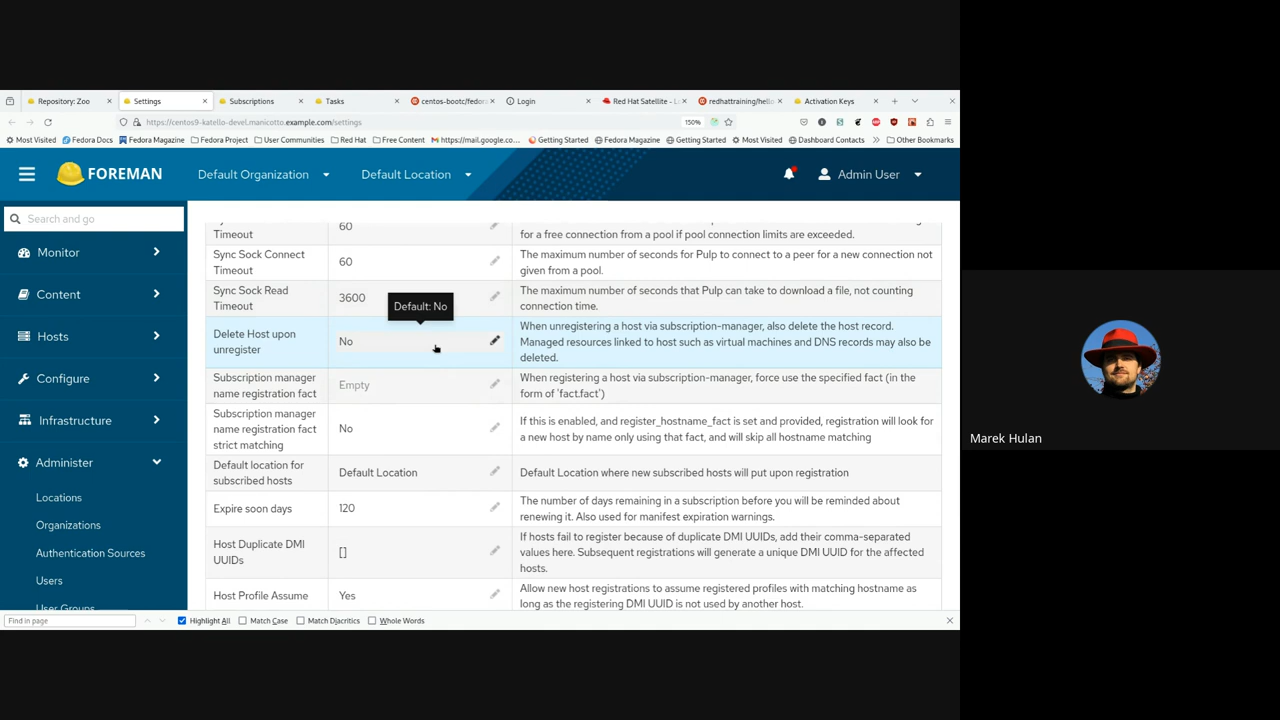 Repository: Zoo
Settings
Subscriptions
Tasks
centos-bootc/fedora
Login
Red Hat Satellite - L
redhattraining/hell
Activation Keys
https://centos9-katello-devel.manicotto.example.com/settings
150%
Most Visited
Fedora Docs
Fedora Magazine
User Communities
Red Hat
Free Content
https://mail.google.co...
Getting Started
Fedora Magazine
Getting Started
Most Visited
Dashboard Contacts
Other Bookmarks
FOREMAN
Default Organization
Default Location
Admin User
Search and go
Monitor
Content
Hosts
Configure
Infrastructure
Administer
Locations
Organizations
Authentication Sources
Users
User Groups
Timeout
60
for a free connection from a pool if pool connection limits are exceeded.
Sync Sock Connect
Timeout
60
The maximum number of seconds for Pulp to connect to a peer for a new connection not
given from a pool.
Sync Sock Read
Timeout
3600
The maximum number of seconds that Pulp can take to download a file, not counting
connection time.
Default: No
Delete Host upon
unregister
No
When unregistering a host via subscription-manager, also delete the host record.
Managed resources linked to host such as virtual machines and DNS records may also be
deleted.
Subscription manager
name registration fact
Empty
When registering a host via subscription-manager, force use the specified fact (in the
form of 'fact.fact')
Subscription manager
name registration fact
strict matching
No
If this is enabled, and register_hostname_fact is set and provided, registration will look for
a new host by name only using that fact, and will skip all hostname matching
Default location for
subscribed hosts
Default Location
Default Location where new subscribed hosts will put upon registration
Expire soon days
120
The number of days remaining in a subscription before you will be reminded about
renewing it. Also used for manifest expiration warnings.
Host Duplicate DMI
UUIDs
[]
If hosts fail to register because of duplicate DMI UUIDs, add their comma-separated
values here. Subsequent registrations will generate a unique DMI UUID for the affected
hosts.
Host Profile Assume
Yes
Allow new host registrations to assume registered profiles with matching hostname as
long as the registering DMI UUID is not used by another host.
Find in page
Highlight All
Match Case
Match Diacritics
Whole Words
Marek Hulan